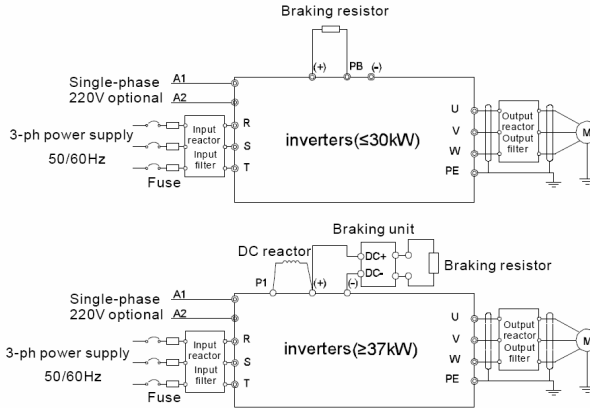 Braking resistor
(+) PB (-)
Single-phase A1
220V optional A2
3-ph power supply
50/60Hz
Fuse
Input
reactor
Input
filter
R
S
T
inverters(≤30kW)
U
V
W
PE
Output
reactor
Output
filter
M
Braking unit
DC reactor
DC+
DC-
Braking resistor
P1 (+) (-)
Single-phase A1
220V optional A2
3-ph power supply
50/60Hz
Fuse
Input
reactor
Input
filter
R
S
T
inverters(≥37kW)
U
V
W
PE
Output
reactor
Output
filter
M